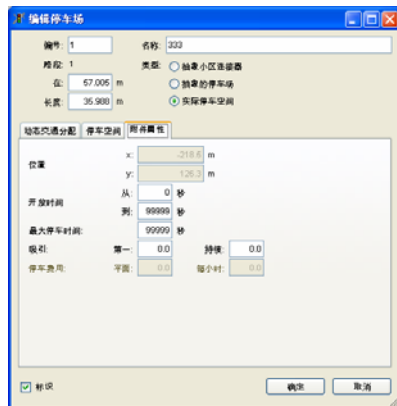 编辑停车场
编号: 1 名称: 333
路段: 1 类型: 抽象小区连接器
在: 57.005 m 抽象的停车场
长度: 35.988 m 实际停车空间
动态交通分配 停车空间 附件属性
位置 x: -218.6 m
y: 126.3 m
开放时间 从: 0 秒
到: 99999 秒
最大停车时间: 99999 秒
吸引: 第一: 0.0 持续: 0.0
停车费用: 平面: 0.0 每小时: 0.0
标识 确定 取消